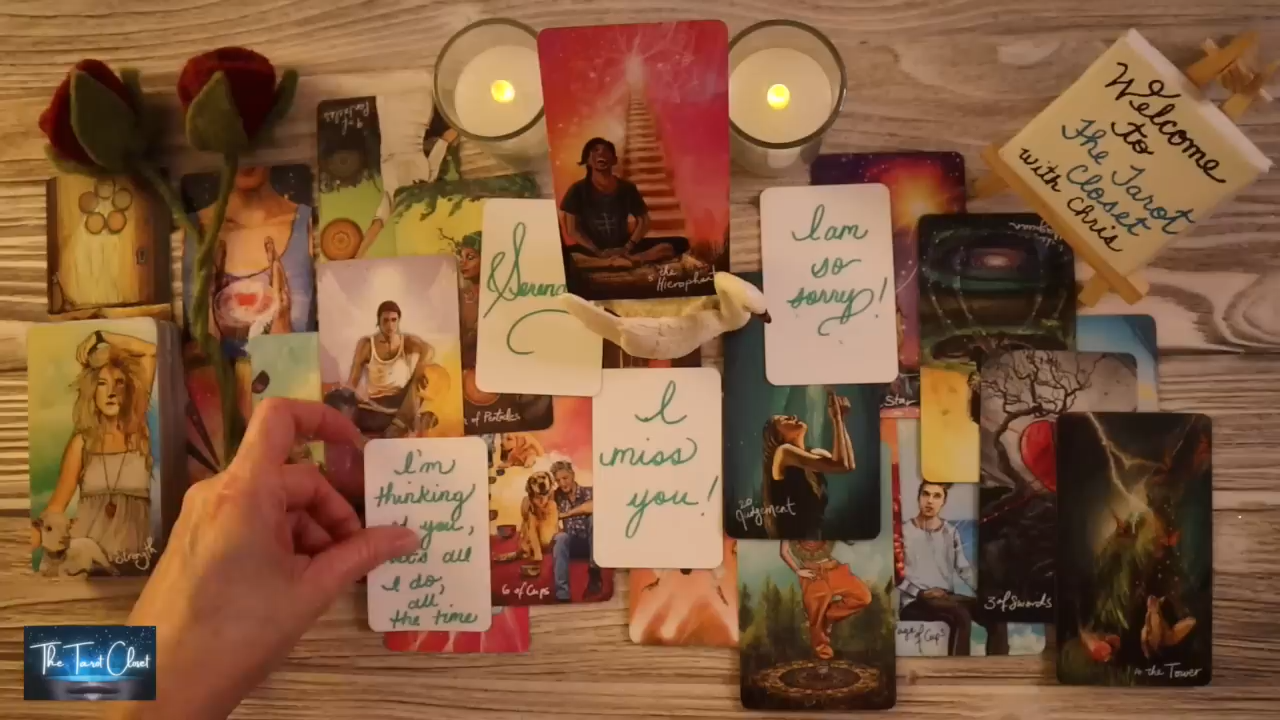 Welcome
to
The Tarot
Closet
with Chris
5 the
Hierophant
I am
so
sorry!
I
miss
you!
I'm
thinking
you,
all
I do,
all
the time
of Pentacles
6 of Cups
20
Judgement
Star
3 of Swords
the Tower
Strength
The Tarot Closet